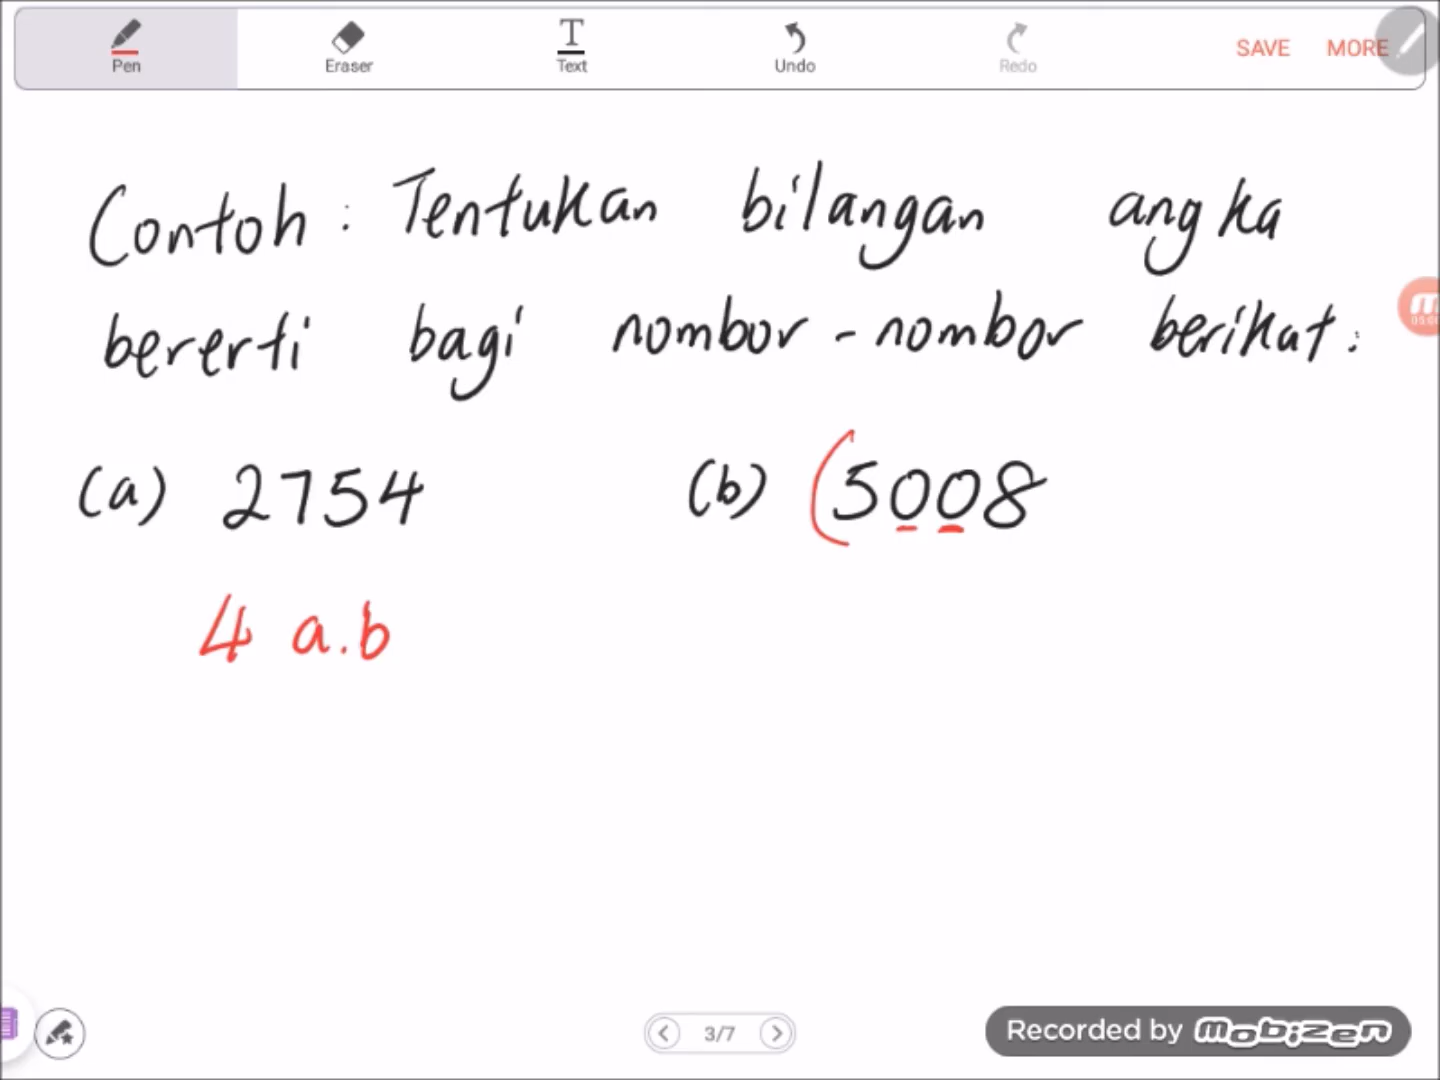 Pen Eraser Text Undo Redo SAVE MORE
Contoh : Tentukan bilangan angka
bererti bagi nombor - nombor berikat :
(a) 2754 (b) (5008
4 a.b
3/7
Recorded by mobizen